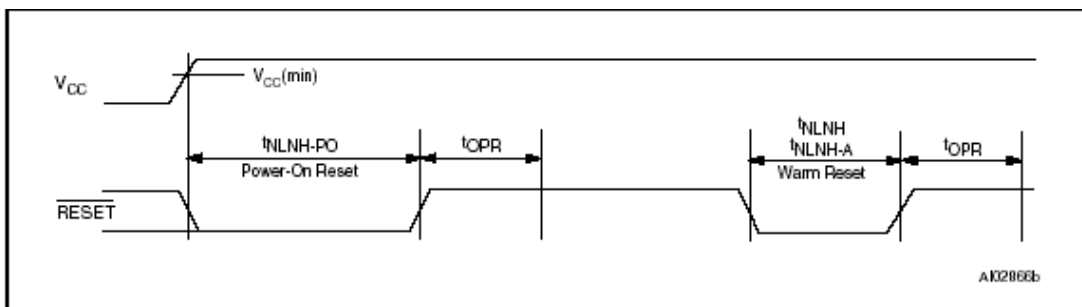 VCC
VCC(min)
tNLNH-PO
Power-On Reset
tOPR
tNLNH
tNLNH-A
Warm Reset
tOPR
RESET
AI02866b